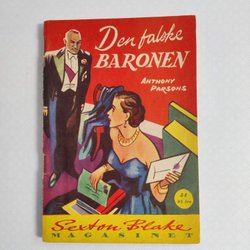 Den falske
BARONEN
ANTHONY
PARSONS
Sexton Blake
MAGASINET